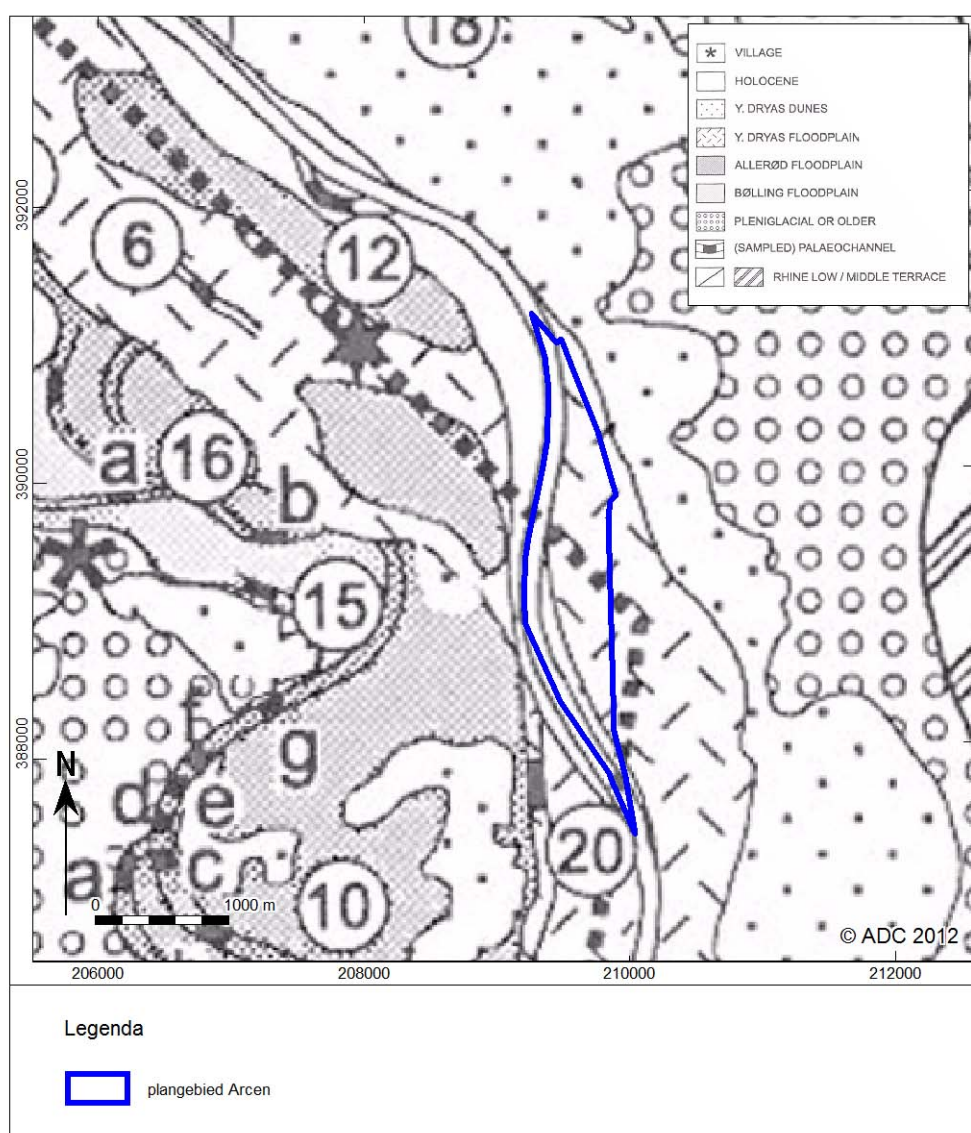 18
* VILLAGE
HOLOCENE
Y. DRYAS DUNES
Y. DRYAS FLOODPLAIN
ALLERØD FLOODPLAIN
BØLLING FLOODPLAIN
PLENGLACIAL OR OLDER
(SAMPLED) PALAEOCHANNEL
RHINE LOW / MIDDLE TERRACE
392000
6
12
a
16
b
390000
15
f
g
388000
N
d
e
20
a
c
10
0 1000 m
© ADC 2012
206000 208000 210000 212000
Legenda
plangebied Arcen